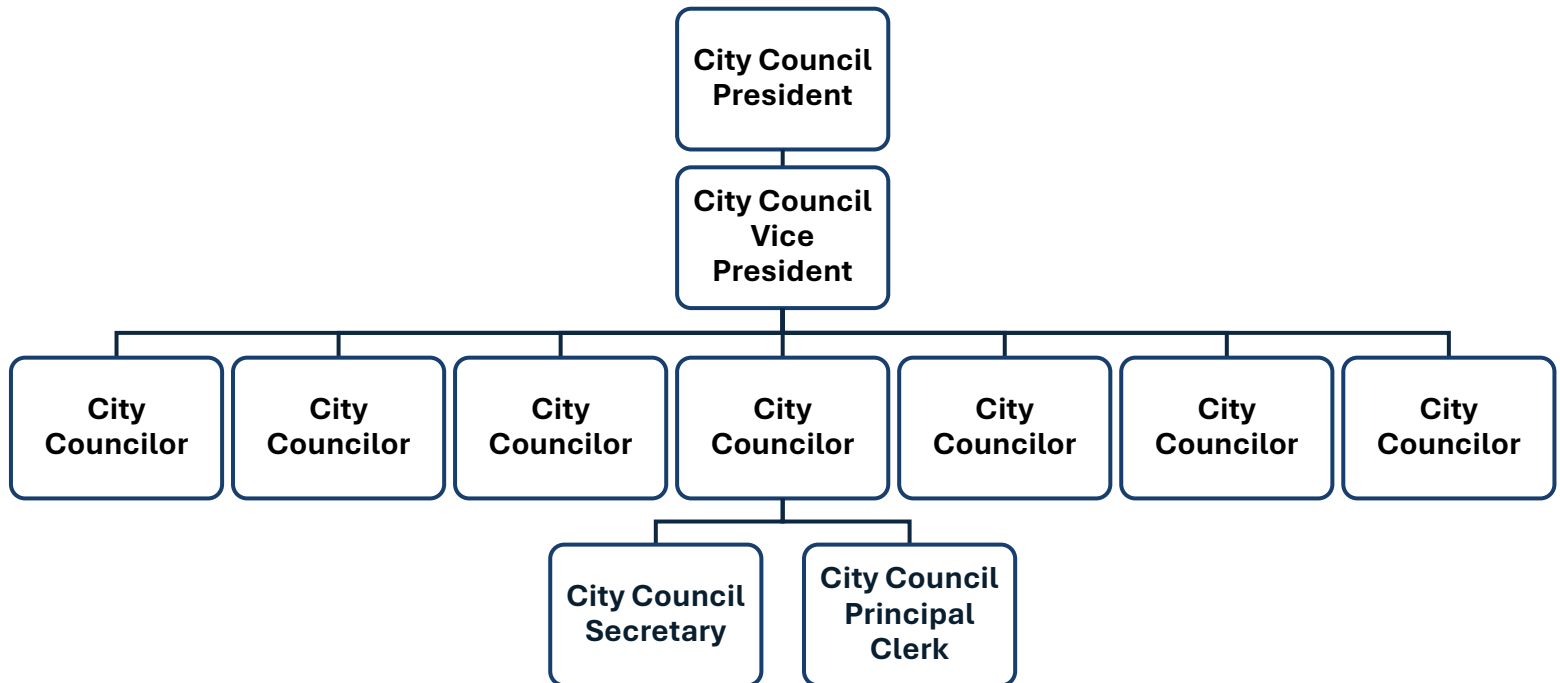 City Council
President
City Council
Vice
President
City
Councilor
City
Councilor
City
Councilor
City
Councilor
City
Councilor
City
Councilor
City
Councilor
City Council
Secretary
City Council
Principal
Clerk